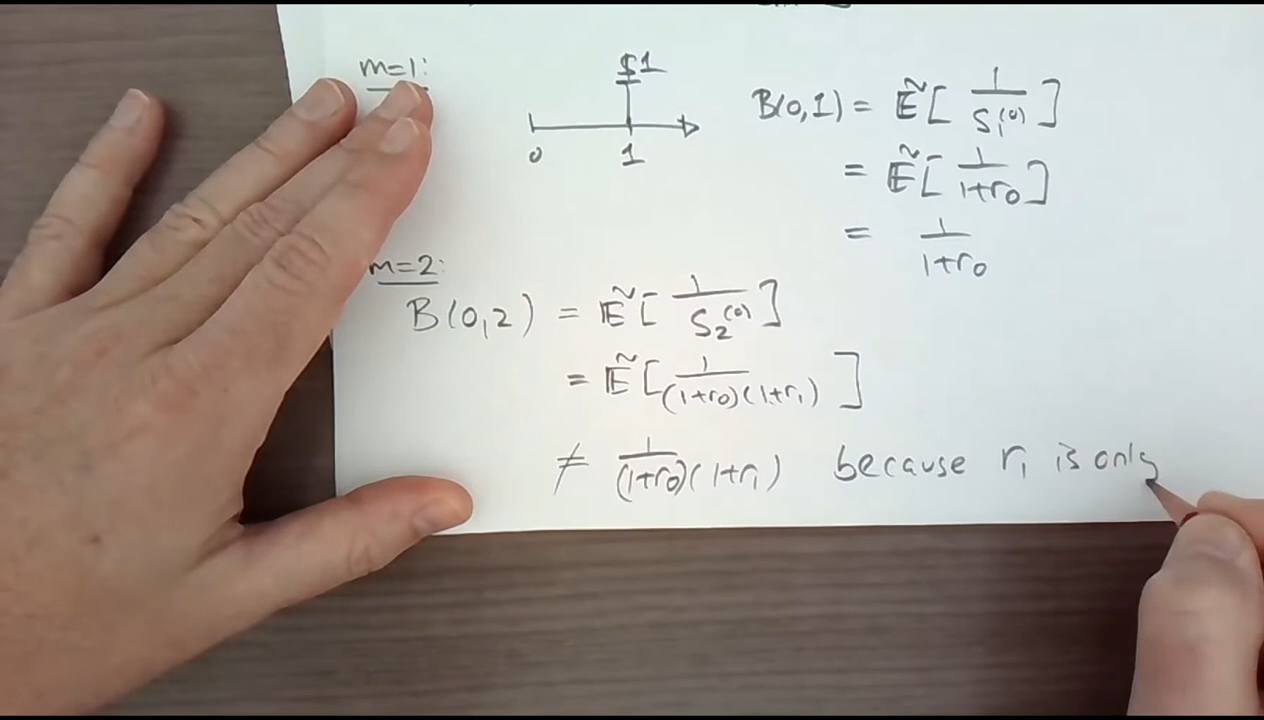 m=1:
$1
0 1
B(0,1) = Ẽ[ 1/S₁⁽⁰⁾ ]
= Ẽ[ 1/1+r₀ ]
= 1/1+r₀
m=2:
B(0,2) = Ẽ[ 1/S₂⁽⁰⁾ ]
= Ẽ[ 1/(1+r₀)(1+r₁) ]
≠ 1/(1+r₀)(1+r₁) because r₁ is only